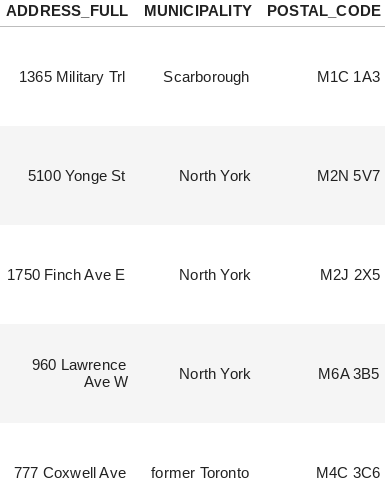 ADDRESS_FULL MUNICIPALITY POSTAL_CODE
1365 Military Trl Scarborough M1C 1A3
5100 Yonge St North York M2N 5V7
1750 Finch Ave E North York M2J 2X5
960 Lawrence
Ave W North York M6A 3B5
777 Coxwell Ave former Toronto M4C 3C6